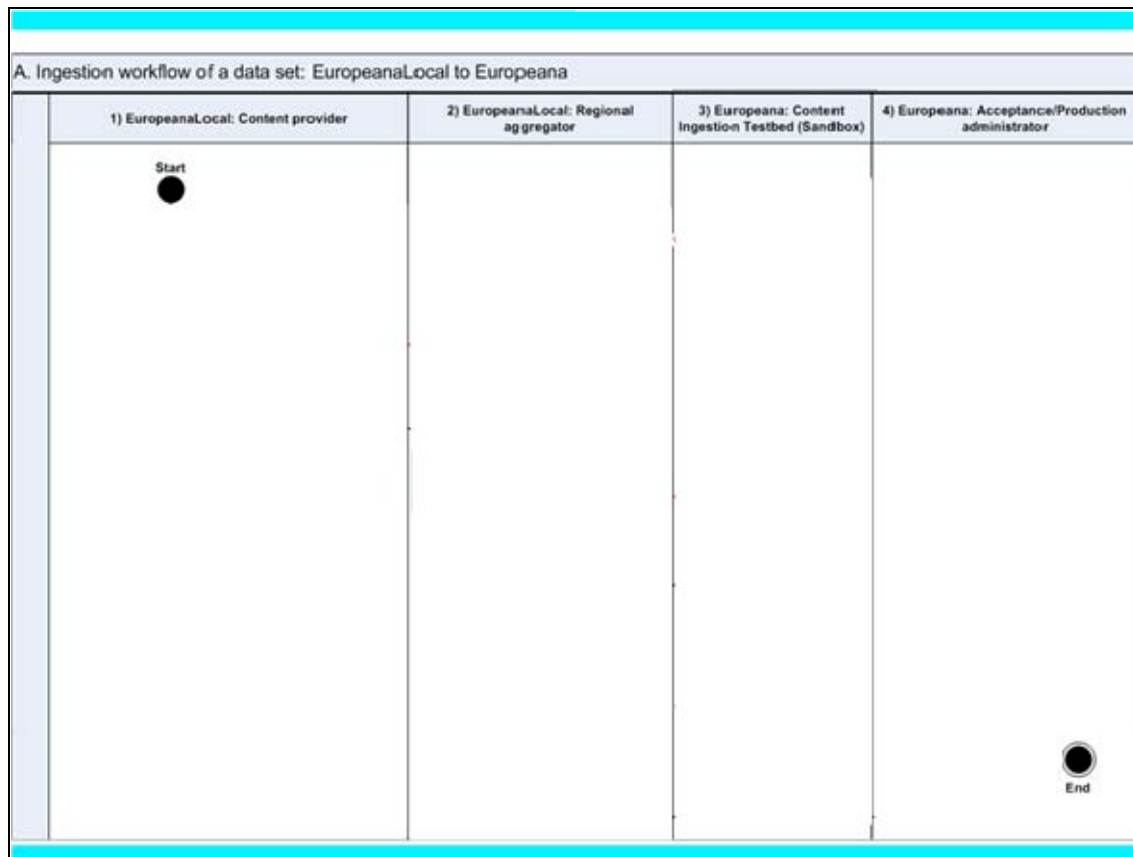 A. Ingestion workflow of a data set: EuropeanaLocal to Europeana
1) EuropeanaLocal: Content provider
2) EuropeanaLocal: Regional
aggregator
3) Europeana: Content
Ingestion Testbed (Sandbox)
4) Europeana: Acceptance/Production
administrator
Start
End